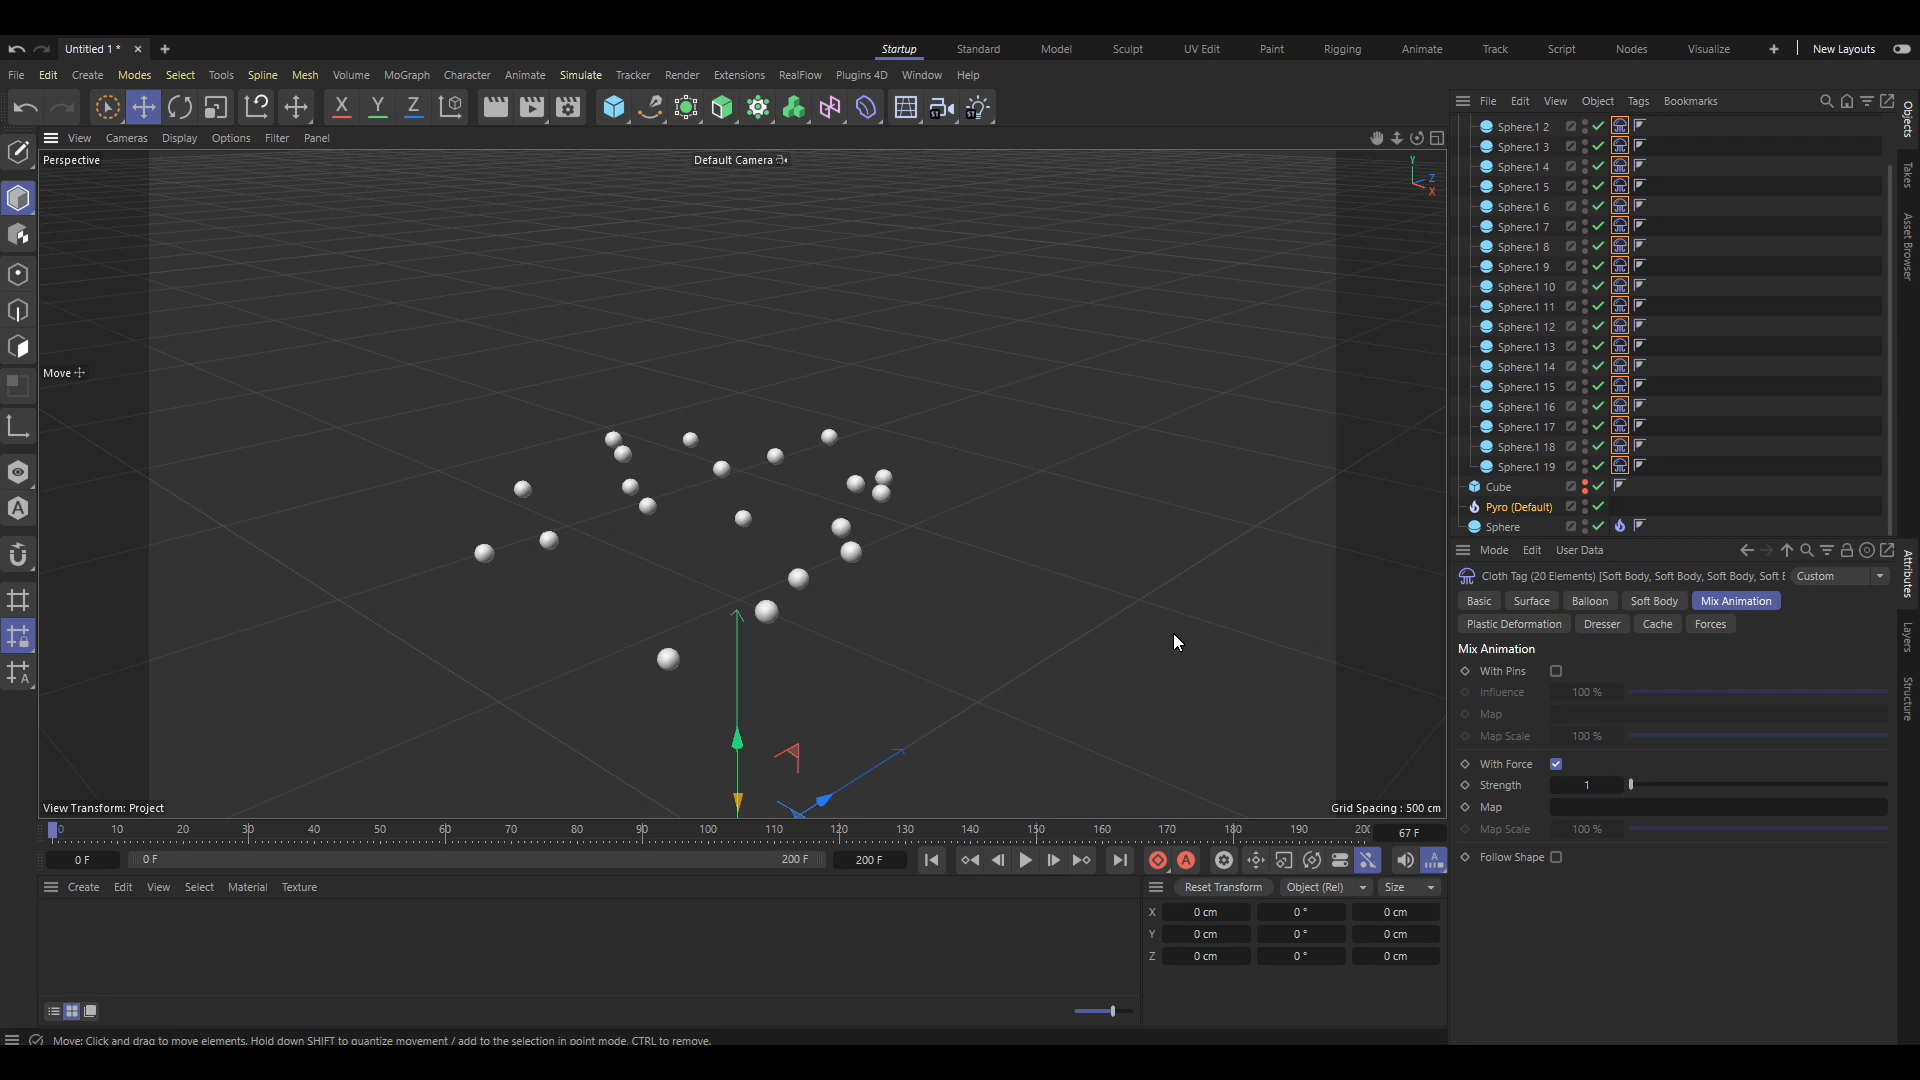 Untitled 1 *
Startup
Standard
Model
Sculpt
UV Edit
Paint
Rigging
Animate
Track
Script
Nodes
Visualize
New Layouts
File Edit Create Modes Select Tools Spline Mesh Volume MoGraph Character Animate Simulate Tracker Render Extensions RealFlow Plugins 4D Window Help
X Y Z
ST ST
View Cameras Display Options Filter Panel
Perspective
Default Camera
Y
Z
X
Move
View Transform: Project
Grid Spacing : 500 cm
File Edit View Object Tags Bookmarks
Sphere.1 2
Sphere.1 3
Sphere.1 4
Sphere.1 5
Sphere.1 6
Sphere.1 7
Sphere.1 8
Sphere.1 9
Sphere.1 10
Sphere.1 11
Sphere.1 12
Sphere.1 13
Sphere.1 14
Sphere.1 15
Sphere.1 16
Sphere.1 17
Sphere.1 18
Sphere.1 19
Cube
Pyro (Default)
Sphere
Objects
Takes
Asset Browser
Mode Edit User Data
Cloth Tag (20 Elements) [Soft Body, Soft Body, Soft Body, Soft E
Custom
Basic Surface Balloon Soft Body Mix Animation
Plastic Deformation Dresser Cache Forces
Mix Animation
With Pins
Influence 100 %
Map
Map Scale 100 %
With Force
Strength 1
Map
Map Scale 100 %
Follow Shape
Attributes
Layers
Structure
0 10 20 30 40 50 60 70 80 90 100 110 120 130 140 150 160 170 180 190 200
67 F
0 F
0 F
200 F
200 F
A
A
Create Edit View Select Material Texture
Reset Transform
Object (Rel)
Size
X 0 cm 0 ° 0 cm
Y 0 cm 0 ° 0 cm
Z 0 cm 0 ° 0 cm
Move: Click and drag to move elements. Hold down SHIFT to quantize movement / add to the selection in point mode, CTRL to remove.